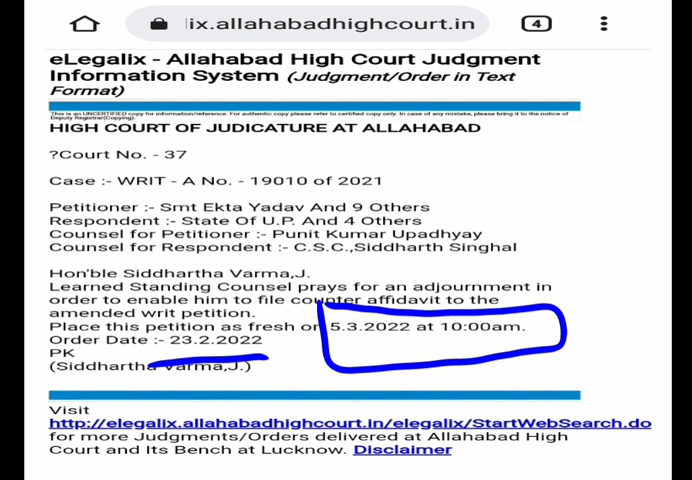 ix.allahabadhighcourt.in
4
eLegalix - Allahabad High Court Judgment
Information System (Judgment/Order in Text
Format)
This is an UNCERTIFIED copy for information/reference. For authentic copy please refer to certified copy only. In case of any mistake, please bring it to the notice of
Deputy Registrar(Copying).
HIGH COURT OF JUDICATURE AT ALLAHABAD
?Court No. - 37
Case :- WRIT - A No. - 19010 of 2021
Petitioner :- Smt Ekta Yadav And 9 Others
Respondent :- State Of U.P. And 4 Others
Counsel for Petitioner :- Punit Kumar Upadhyay
Counsel for Respondent :- C.S.C.,Siddharth Singhal
Hon'ble Siddhartha Varma,J.
Learned Standing Counsel prays for an adjournment in
order to enable him to file counter affidavit to the
amended writ petition.
Place this petition as fresh on 5.3.2022 at 10:00am.
Order Date :- 23.2.2022
PK
(Siddhartha Varma,J.)
Visit
http://elegalix.allahabadhighcourt.in/elegalix/StartWebSearch.do
for more Judgments/Orders delivered at Allahabad High
Court and Its Bench at Lucknow. Disclaimer